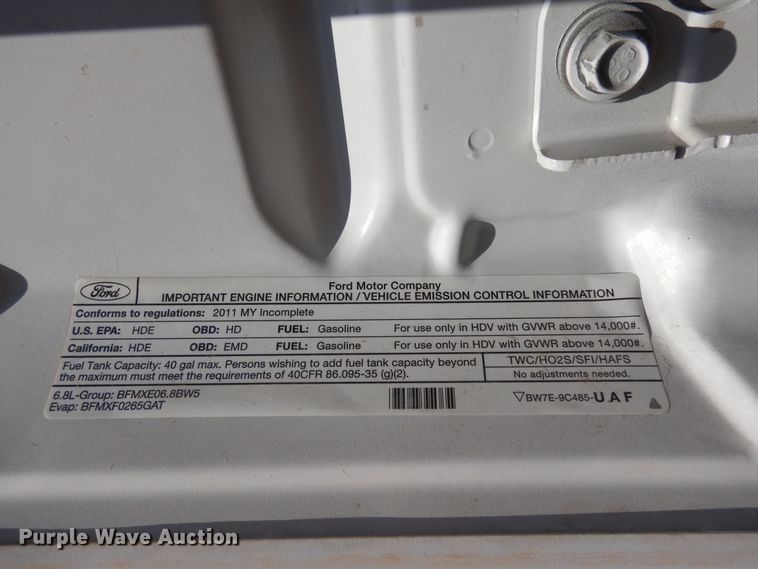 Ford
Ford Motor Company
IMPORTANT ENGINE INFORMATION / VEHICLE EMISSION CONTROL INFORMATION
Conforms to regulations: 2011 MY Incomplete
U.S. EPA: HDE OBD: HD FUEL: Gasoline For use only in HDV with GVWR above 14,000#.
California: HDE OBD: EMD FUEL: Gasoline For use only in HDV with GVWR above 14,000#.
Fuel Tank Capacity: 40 gal max. Persons wishing to add fuel tank capacity beyond
the maximum must meet the requirements of 40CFR 86.095-35 (g)(2).
TWC/HO2S/SFI/HAFS
No adjustments needed.
6.8L-Group: BFMXE06.8BW5
Evap: BFMXF0265GAT
BW7E-9C485-UAF
Purple Wave Auction